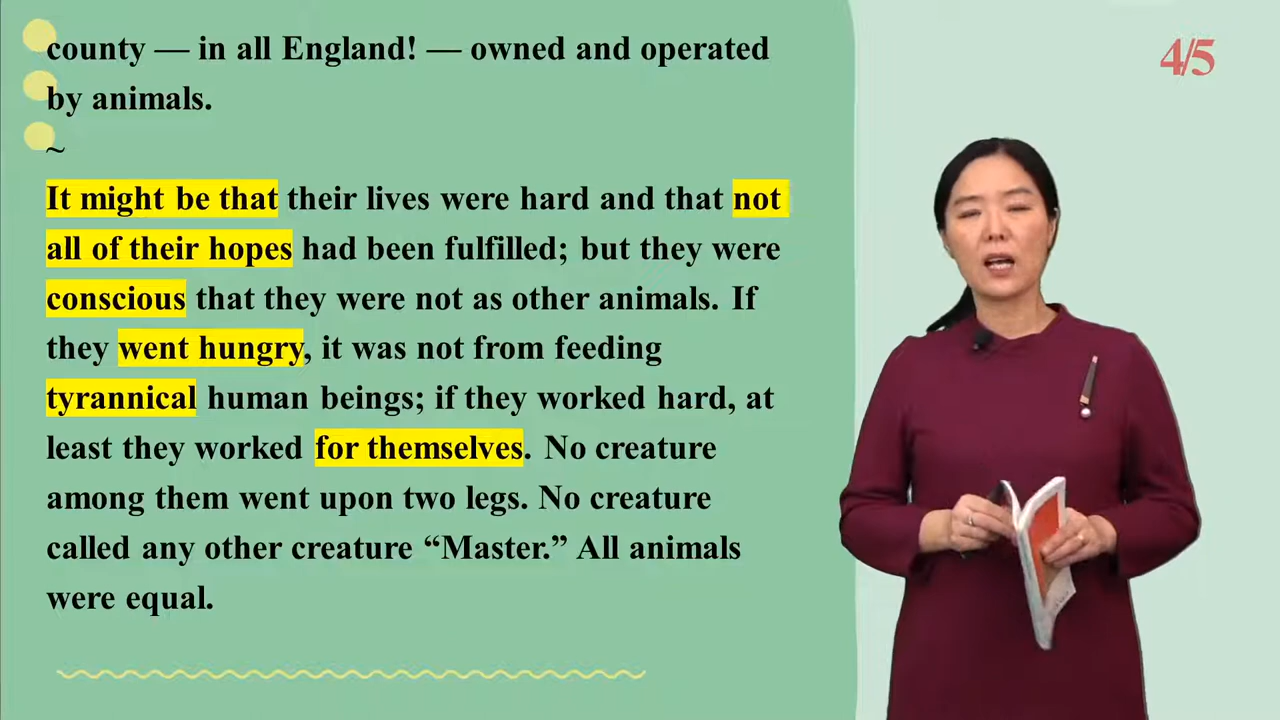 county — in all England! — owned and operated
by animals.
~
It might be that their lives were hard and that not
all of their hopes had been fulfilled; but they were
conscious that they were not as other animals. If
they went hungry, it was not from feeding
tyrannical human beings; if they worked hard, at
least they worked for themselves. No creature
among them went upon two legs. No creature
called any other creature “Master.” All animals
were equal.
4/5